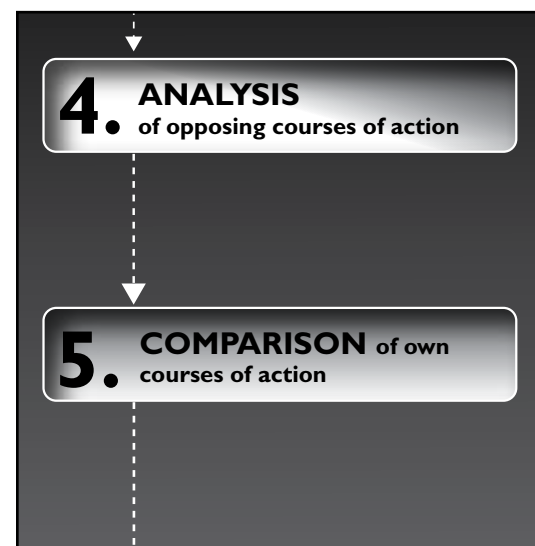 4. ANALYSIS
of opposing courses of action
5. COMPARISON of own
courses of action